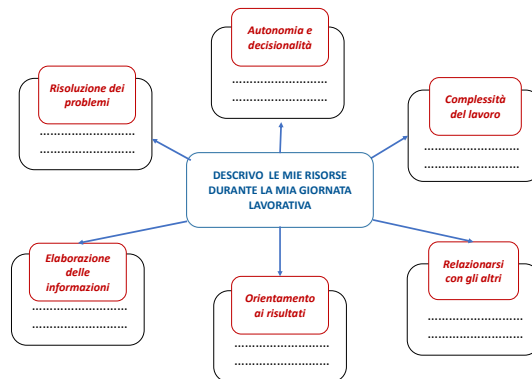 Autonomia e
decisionalità
................................
................................
Risoluzione dei
problemi
..........................
..........................
Complessità
del lavoro
..........................
..........................
DESCRIVO LE MIE RISORSE
DURANTE LA MIA GIORNATA
LAVORATIVA
Elaborazione
delle
informazioni
..........................
..........................
Orientamento
ai risultati
................................
................................
Relazionarsi
con gli altri
................................
................................